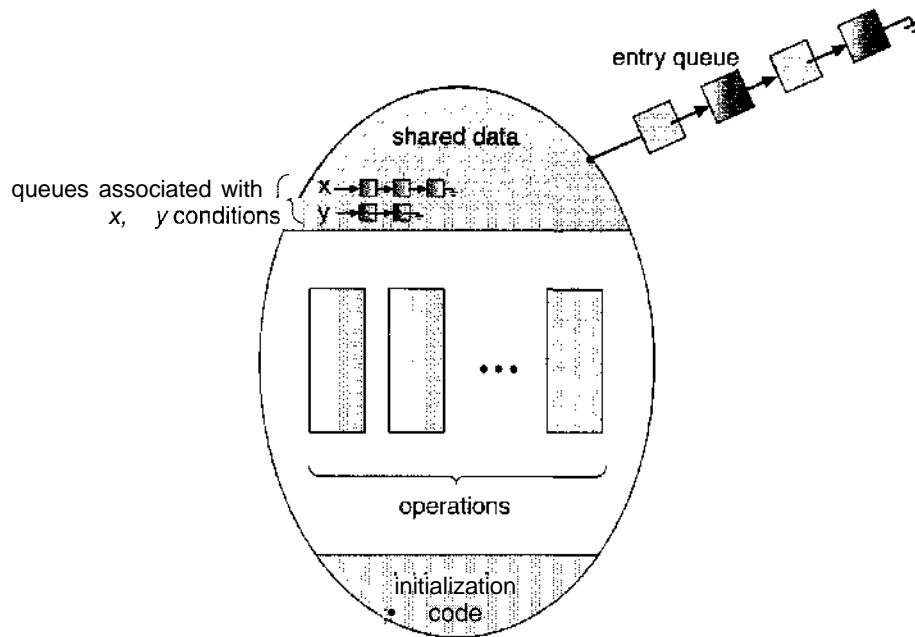 entry queue
shared data
queues associated with
x, y conditions
x
y
• • •
operations
initialization
code